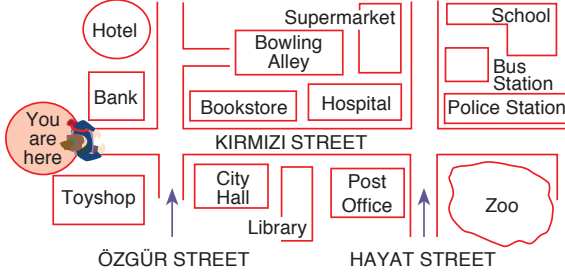 Hotel
Supermarket
School
Bowling
Alley
Bus
Station
Bank
Bookstore
Hospital
Police Station
You
are
here
KIRMIZI STREET
Toyshop
City
Hall
Library
Post
Office
Zoo
ÖZGÜR STREET
HAYAT STREET